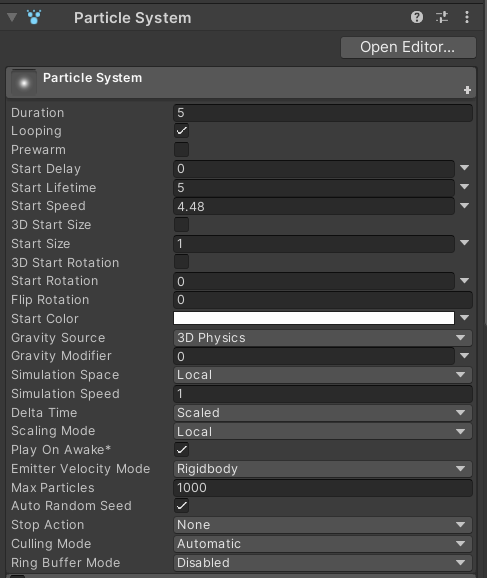 Particle System
Open Editor...
Particle System
Duration 5
Looping
Prewarm
Start Delay 0
Start Lifetime 5
Start Speed 4.48
3D Start Size
Start Size 1
3D Start Rotation
Start Rotation 0
Flip Rotation 0
Start Color
Gravity Source 3D Physics
Gravity Modifier 0
Simulation Space Local
Simulation Speed 1
Delta Time Scaled
Scaling Mode Local
Play On Awake*
Emitter Velocity Mode Rigidbody
Max Particles 1000
Auto Random Seed
Stop Action None
Culling Mode Automatic
Ring Buffer Mode Disabled